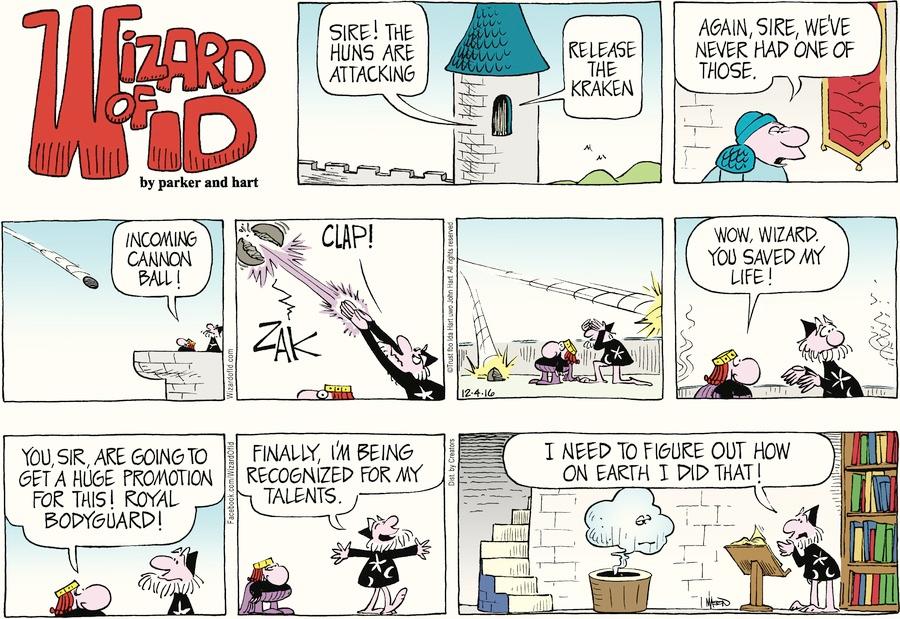 WIZARD
OF
ID
by parker and hart
SIRE! THE
HUNS ARE
ATTACKING
RELEASE
THE
KRAKEN
AGAIN, SIRE, WE'VE
NEVER HAD ONE OF
THOSE.
INCOMING
CANNON
BALL!
Wizardofid.com
CLAP!
ZAK
12.4.16
WOW, WIZARD.
YOU SAVED MY
LIFE!
YOU, SIR, ARE GOING TO
GET A HUGE PROMOTION
FOR THIS! ROYAL
BODYGUARD!
Facebook.com/WizardOfId
FINALLY, I'M BEING
RECOGNIZED FOR MY
TALENTS.
Dist. by Creators
I NEED TO FIGURE OUT HOW
ON EARTH I DID THAT!